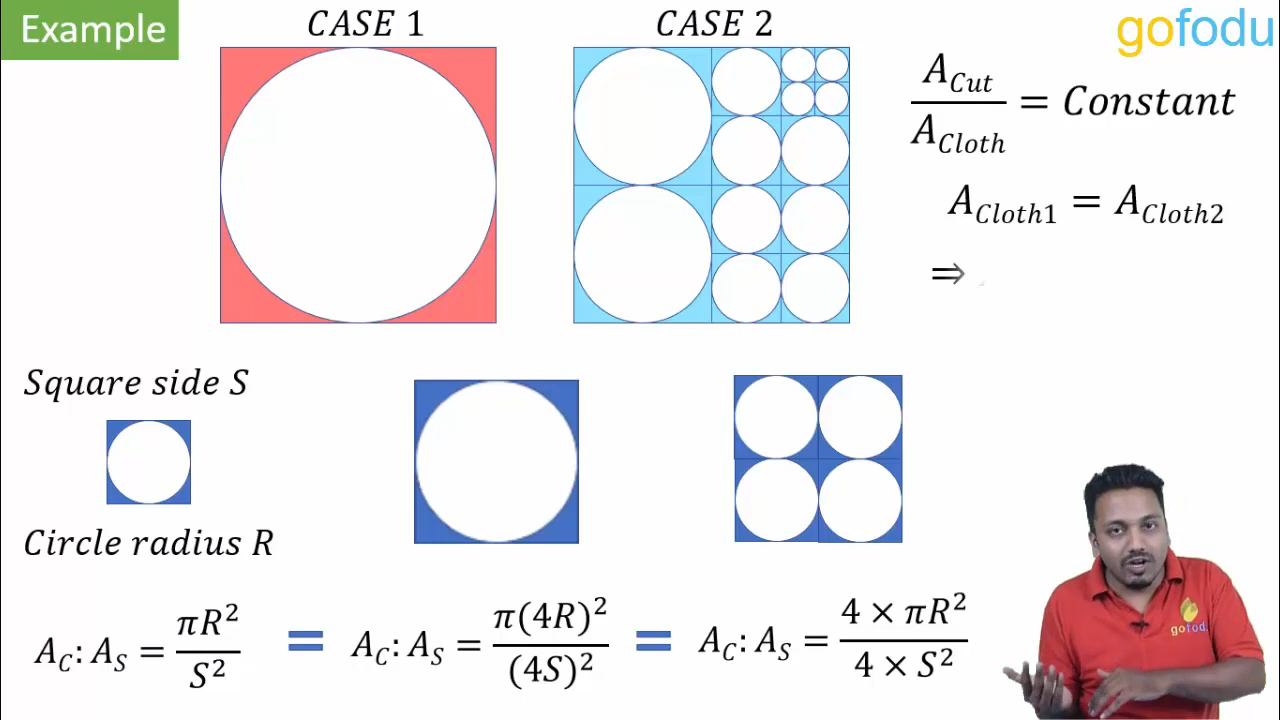 Example
CASE 1
CASE 2
gofodu
A_Cut / A_Cloth = Constant
A_Cloth1 = A_Cloth2
⇒
Square side S
Circle radius R
A_C : A_S = πR² / S² = A_C : A_S = π(4R)² / (4S)² = A_C : A_S = 4 × πR² / 4 × S²
gofodu